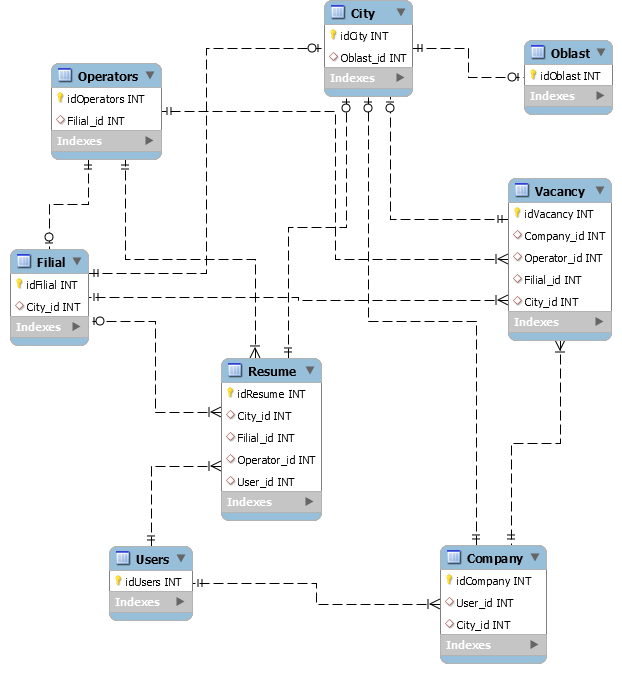 City
idCity INT
Oblast_id INT
Indexes
Oblast
idOblast INT
Indexes
Operators
idOperators INT
Filial_id INT
Indexes
Vacancy
idVacancy INT
Company_id INT
Operator_id INT
Filial_id INT
City_id INT
Indexes
Filial
idFilial INT
City_id INT
Indexes
Resume
idResume INT
City_id INT
Filial_id INT
Operator_id INT
User_id INT
Indexes
Users
idUsers INT
Indexes
Company
idCompany INT
User_id INT
City_id INT
Indexes